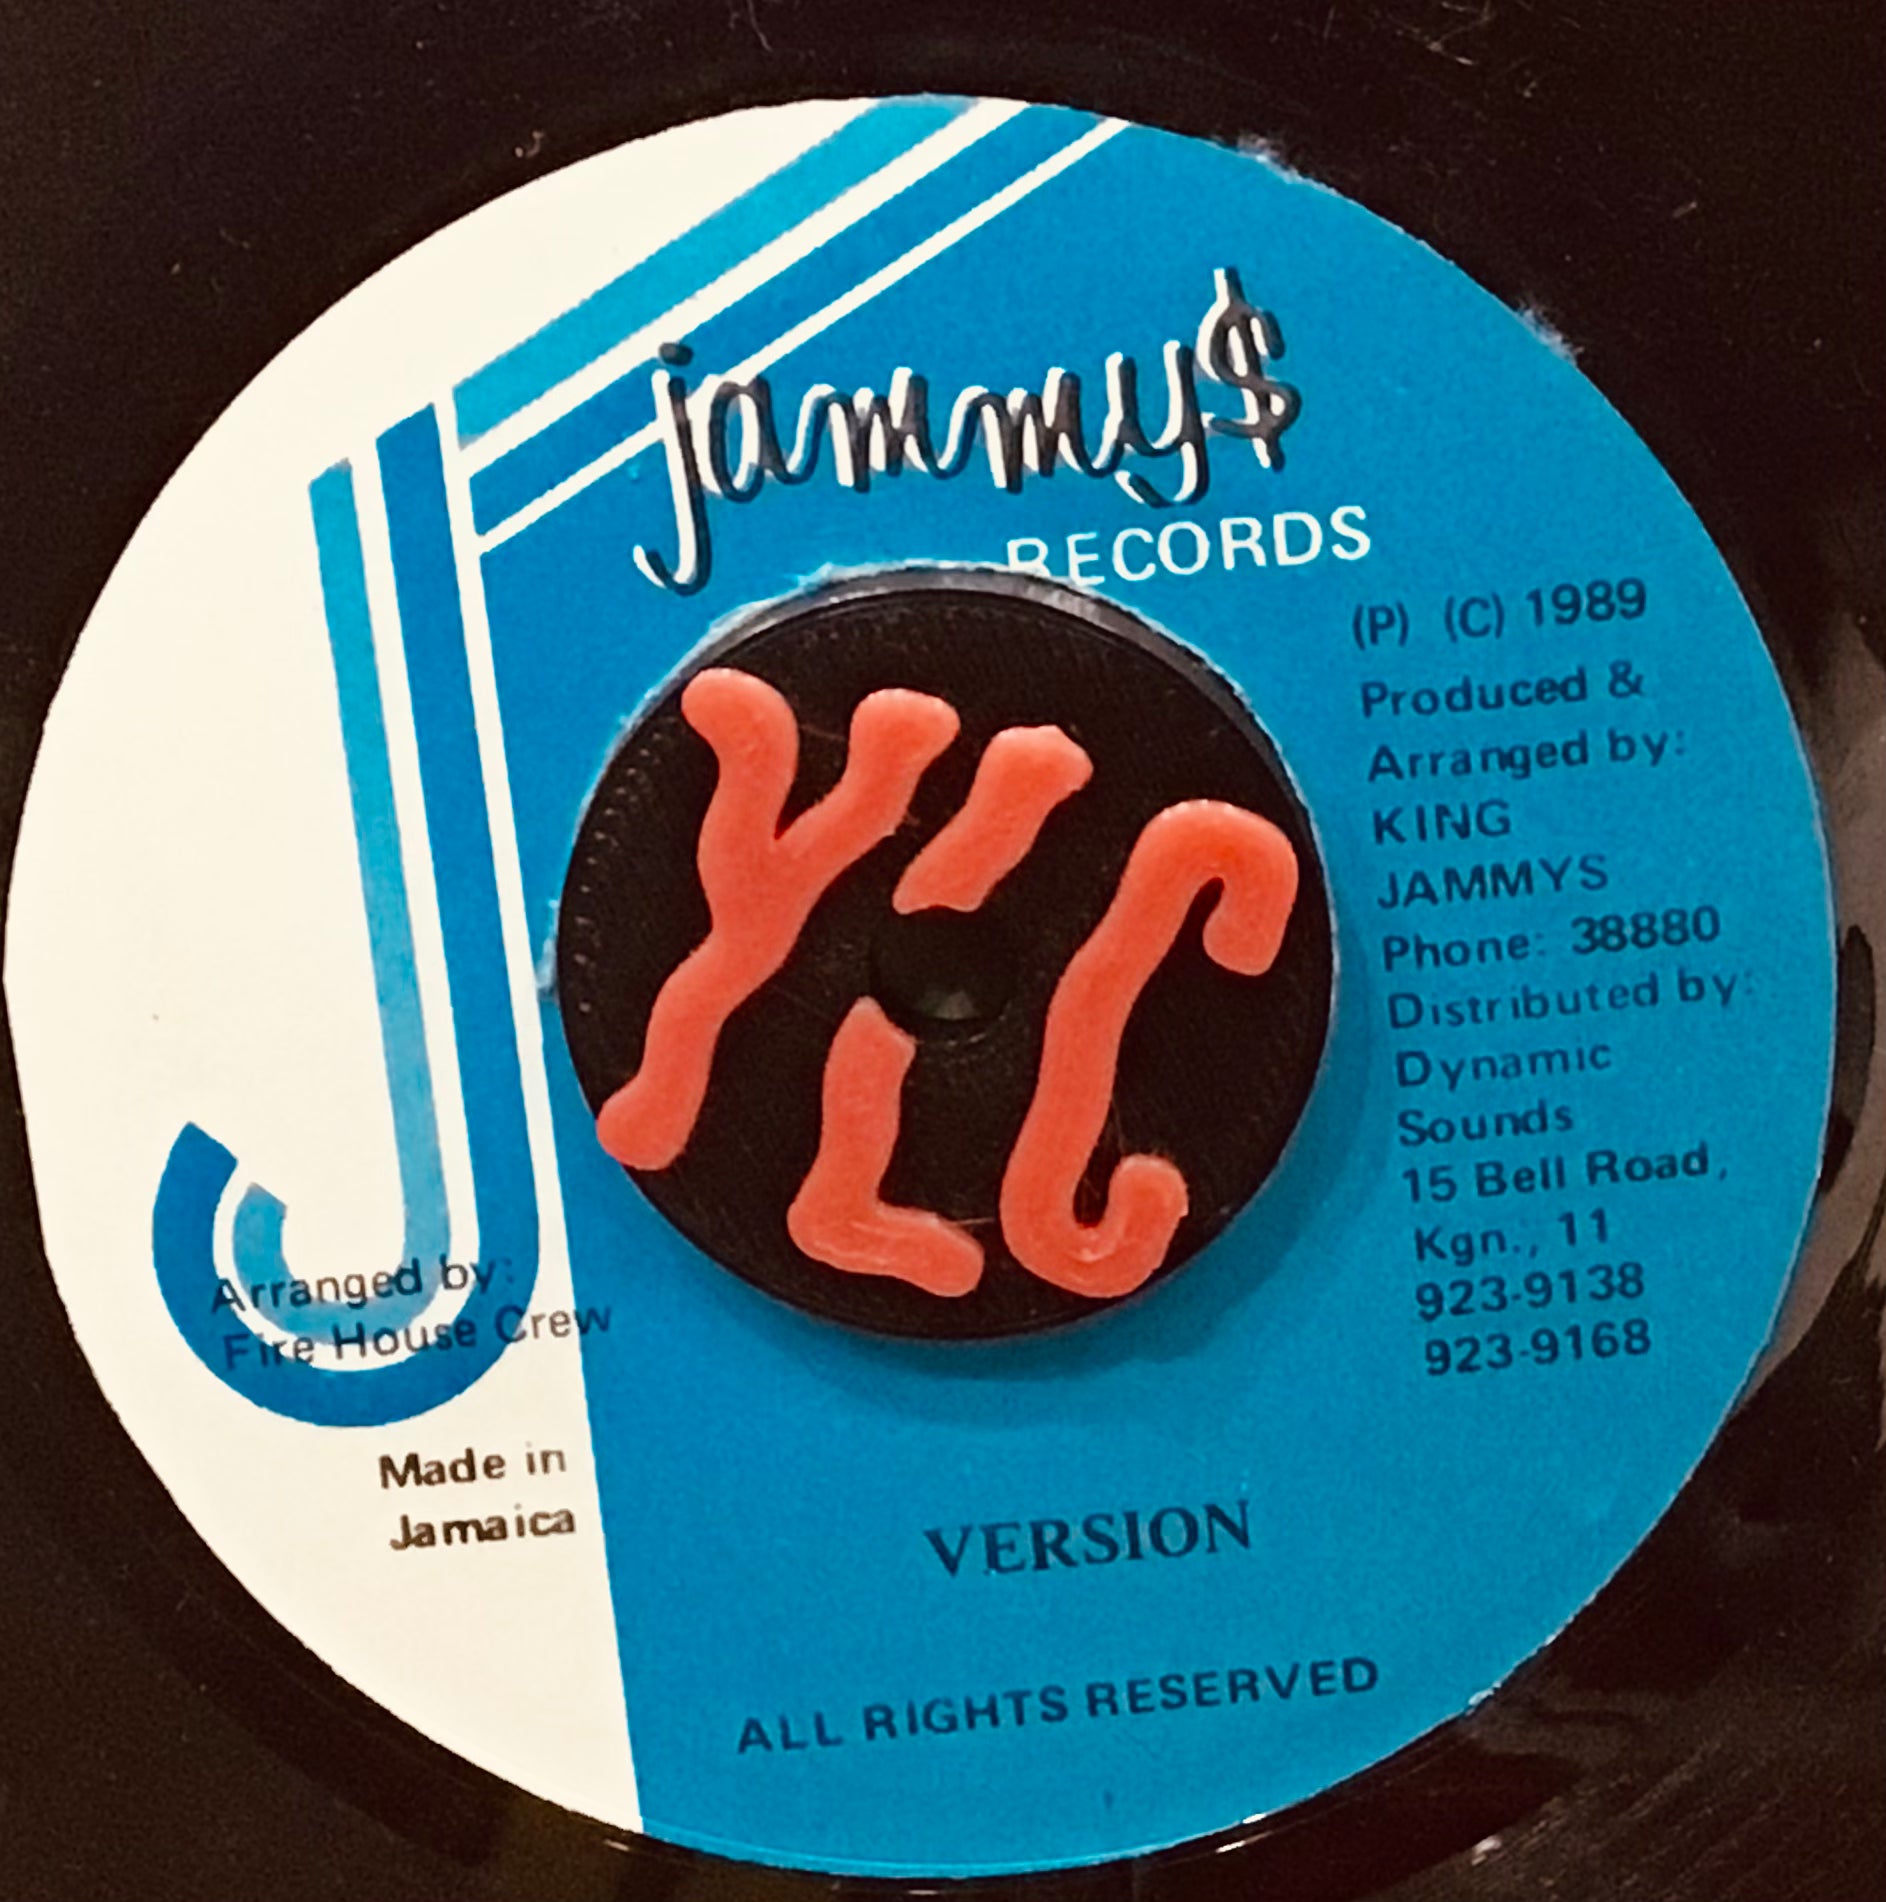 jammy$
RECORDS
(P) (C) 1989
Produced &
Arranged by:
KING
JAMMYS
Phone: 38880
Distributed by:
Dynamic
Sounds
15 Bell Road,
Kgn., 11
923-9138
923-9168
YLC
Arranged by:
Fire House Crew
Made in
Jamaica
VERSION
ALL RIGHTS RESERVED